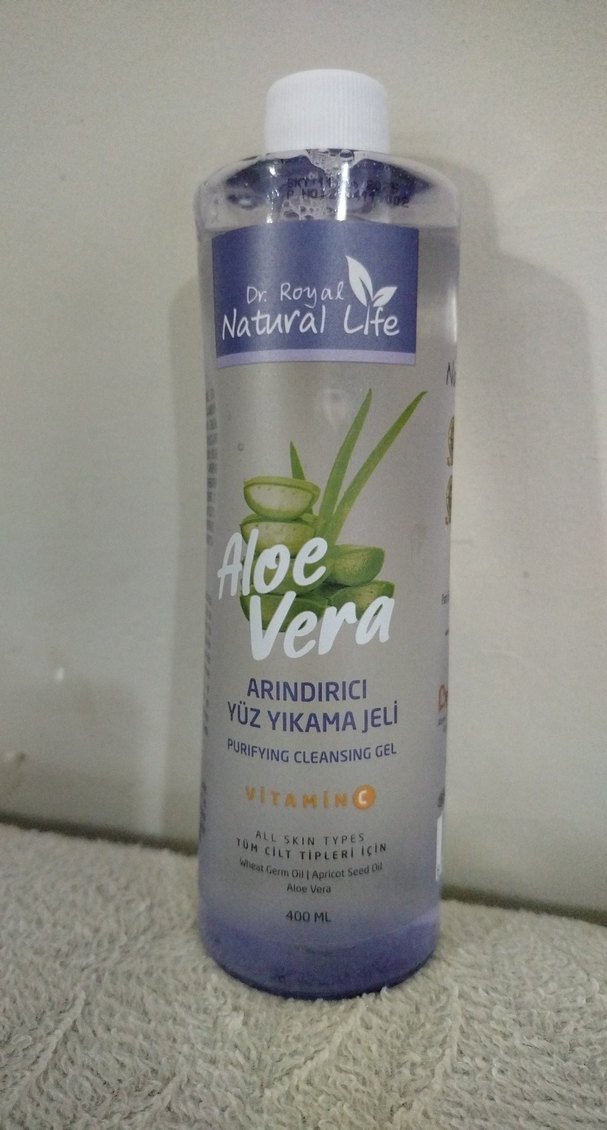 Dr. Royal
Natural Life
Aloe
Vera
ARINDIRICI
YÜZ YIKAMA JELİ
PURIFYING CLEANSING GEL
VİTAMİN C
ALL SKIN TYPES
TÜM CİLT TİPLERİ İÇİN
Wheat Germ Oil | Apricot Seed Oil
Aloe Vera
400 ML